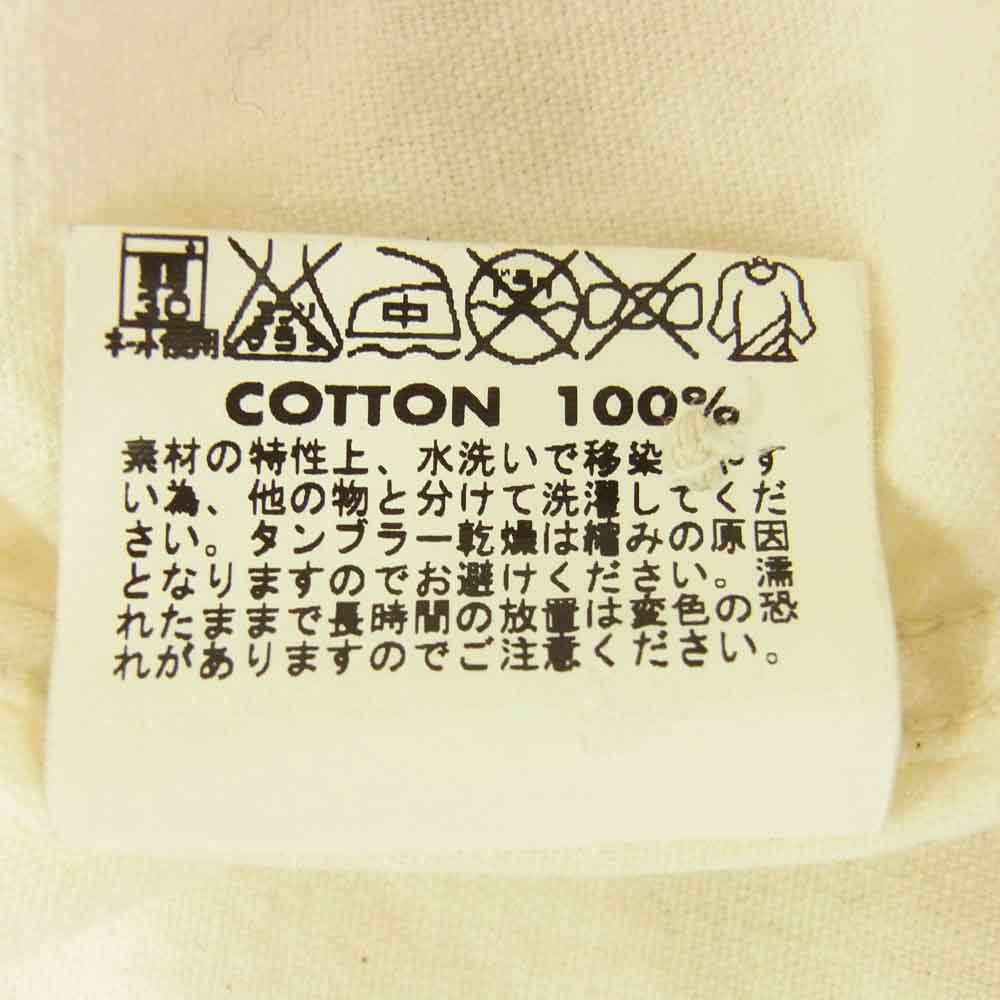 30
ネット使用
中
ドライ
COTTON 100%
素材の特性上、水洗いで移染 やす
い為、他の物と分けて洗濯してくだ
さい。タンブラー乾燥は縮みの原因
となりますのでお避けください。濡
れたままで長時間の放置は変色の恐
れがありますのでご注意ください。